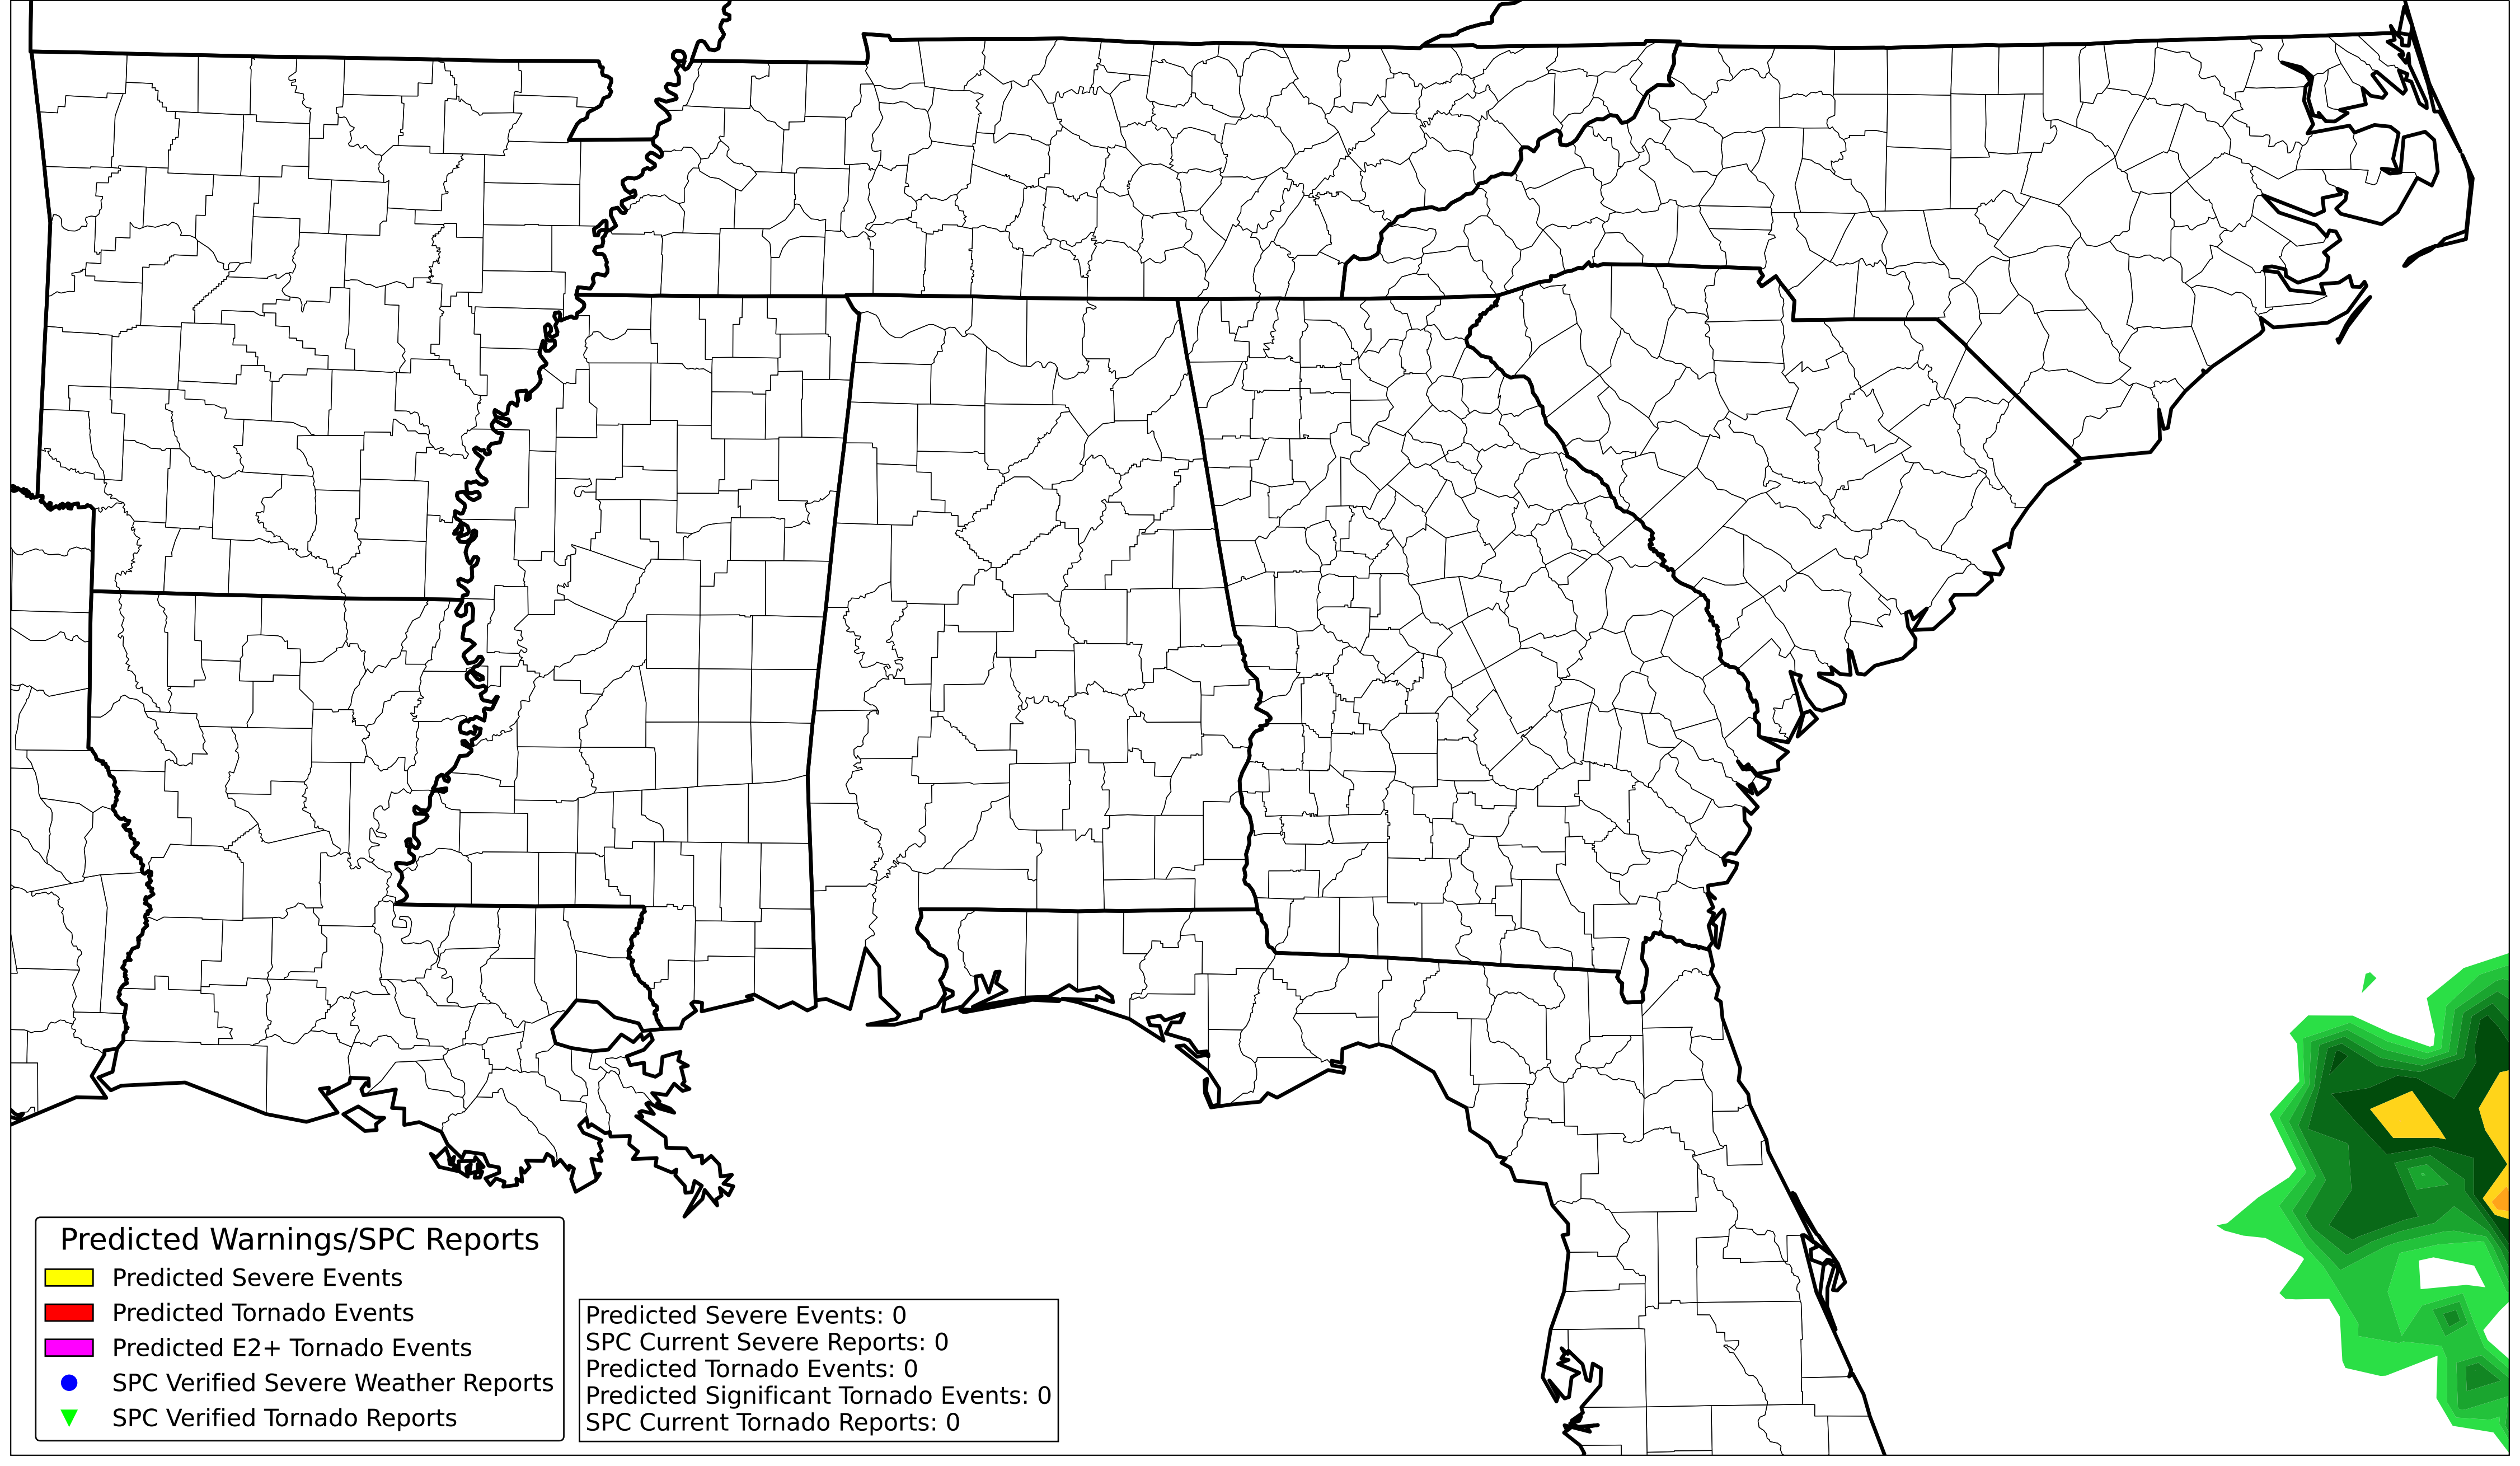 Predicted Warnings/SPC Reports
Predicted Severe Events
Predicted Tornado Events
Predicted E2+ Tornado Events
SPC Verified Severe Weather Reports
SPC Verified Tornado Reports
Predicted Severe Events: 0
SPC Current Severe Reports: 0
Predicted Tornado Events: 0
Predicted Significant Tornado Events: 0
SPC Current Tornado Reports: 0